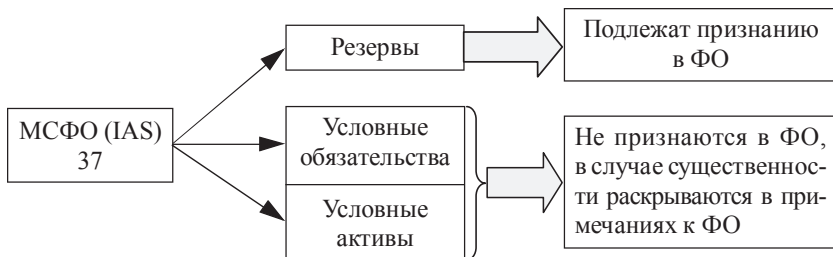 МСФО (IAS)
37
Резервы
Подлежат признанию
в ФО
Условные
обязательства
Условные
активы
Не признаются в ФО,
в случае существенно-
сти раскрываются в при-
мечаниях к ФО